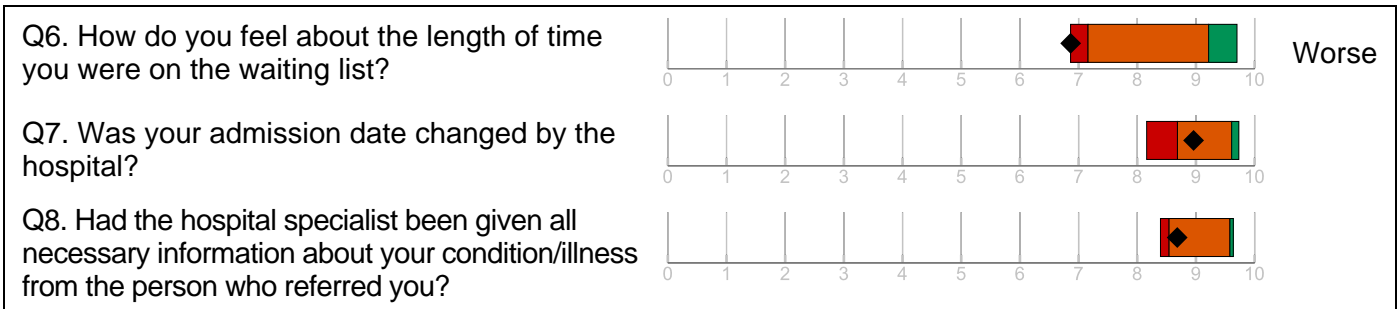 Q6. How do you feel about the length of time
you were on the waiting list?
Worse
0 1 2 3 4 5 6 7 8 9 10
Q7. Was your admission date changed by the
hospital?
0 1 2 3 4 5 6 7 8 9 10
Q8. Had the hospital specialist been given all
necessary information about your condition/illness
from the person who referred you?
0 1 2 3 4 5 6 7 8 9 10